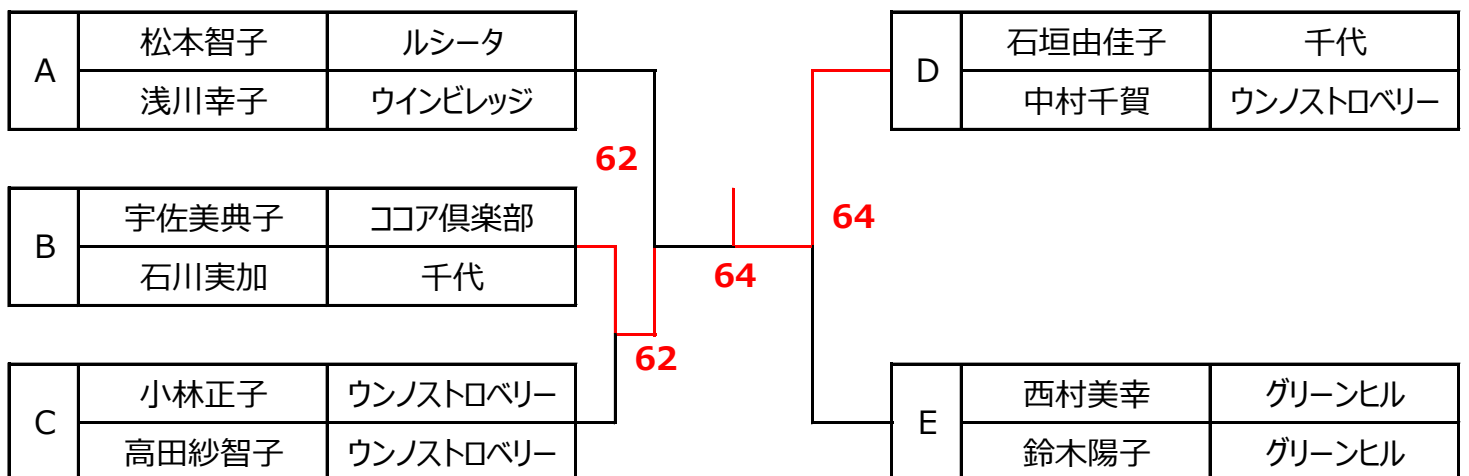 A
松本智子 ルシータ
浅川幸子 ウインビレッジ
62
B
宇佐美典子 ココア倶楽部
石川実加 千代
62
C
小林正子 ウンノストロベリー
高田紗智子 ウンノストロベリー
64
D
石垣由佳子 千代
中村千賀 ウンノストロベリー
64
E
西村美幸 グリーンヒル
鈴木陽子 グリーンヒル